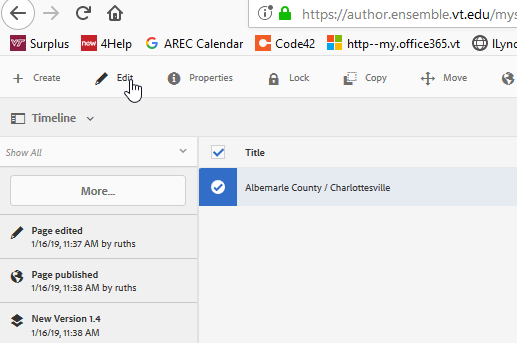 https://author.ensemble.vt.edu/mys
Surplus new 4Help AREC Calendar Code42 http--my.office365.vt ILync
Create Edit Properties Lock Copy Move
Timeline
Show All Title
More... Albemarle County / Charlottesville
Page edited
1/16/19, 11:37 AM by ruths
Page published
1/16/19, 11:38 AM by ruths
New Version 1.4
1/16/19, 11:38 AM